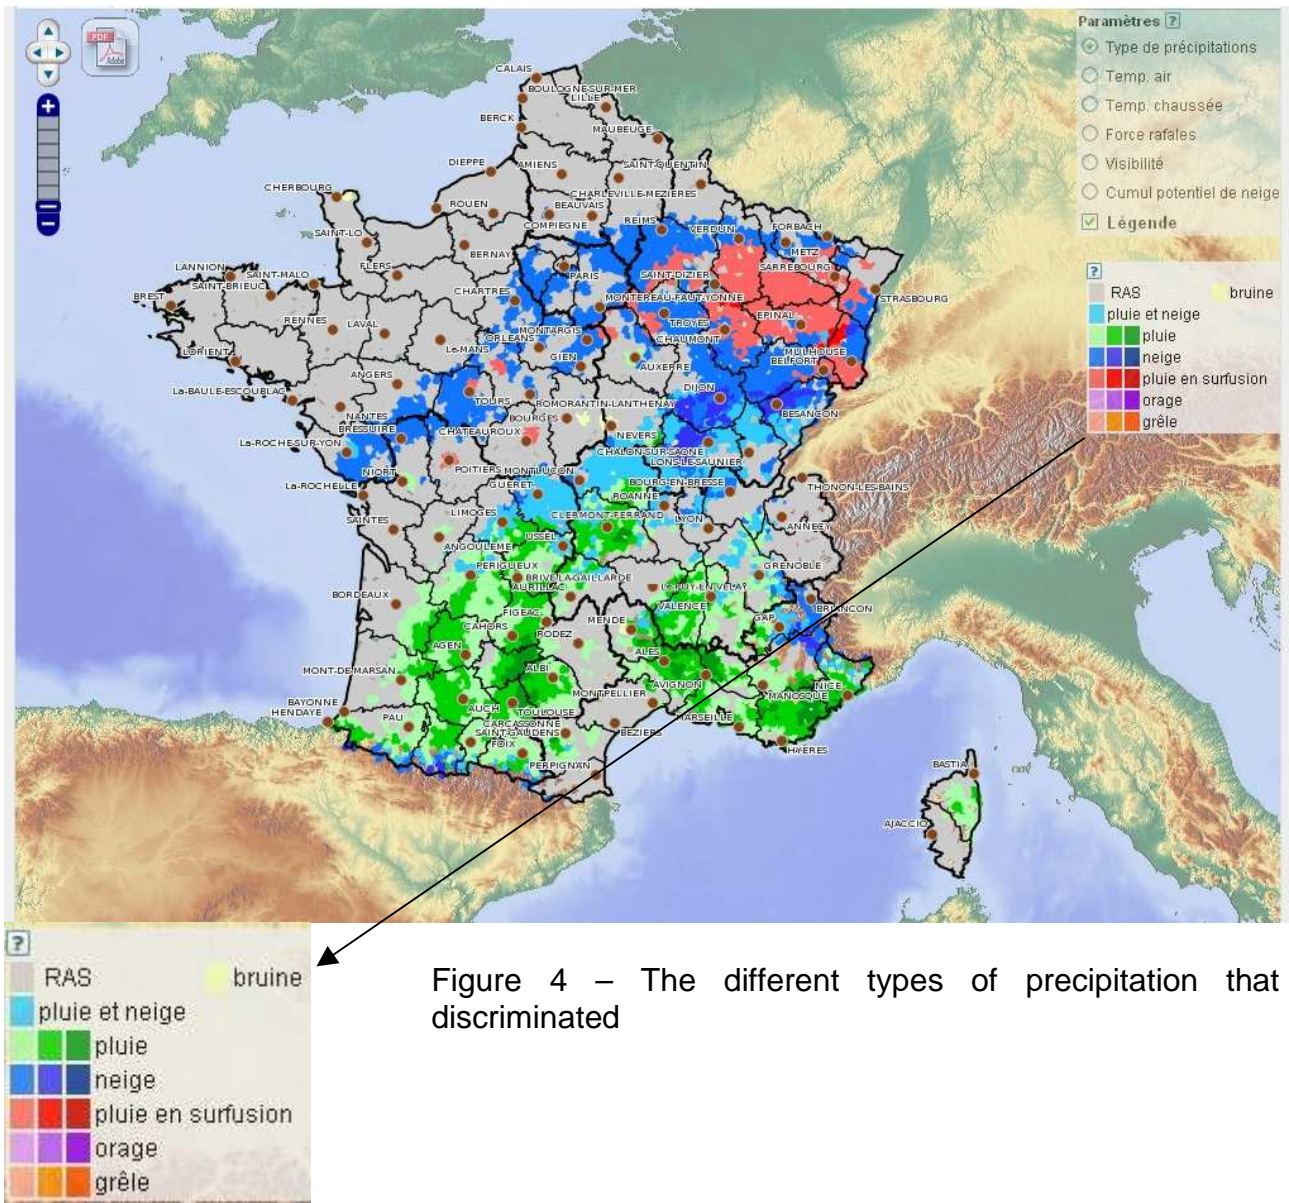 PDF
Adobe
Paramètres ?
Type de précipitations
Temp. air
Temp. chaussée
Force rafales
Visibilité
Cumul potentiel de neige
Légende
?
RAS bruine
pluie et neige
pluie
neige
pluie en surfusion
orage
grêle
CALAIS
BOULOGNE-SUR-MER
LILLE
BERCK
MAUBEUGE
DIEPPE
AMIENS
SAINT-QUENTIN
CHERBOURG
CHARLEVILLE-MEZIERES
ROUEN
BEAUVAIS
COMPIEGNE
REIMS
VERDUN
FORBACH
SAINT-LO
BERNAY
METZ
LANNION
SAINT-MALO
FLERS
PARIS
SAINT-DIZIER
SARREBOURG
SAINT-BRIEUC
BREST
CHARTRES
MONTEREAU-FAUT-YONNE
STRASBOURG
RENNES
LAVAL
TROYES
EPINAL
MONTARGIS
ORLEANS
CHAUMONT
Le-MANS
LORIENT
GIEN
MULHOUSE
BELFORT
AUXERRE
ANGERS
La-BAULE-ESCOUBLAC
DIJON
TOURS
ROMORANTIN-LANTHENAY
BESANCON
NANTES
BOURGES
BRESSUIRE
CHATEAUROUX
NEVERS
La-ROCHE-SUR-YON
CHALON-SUR-SAONE
LONS-LE-SAUNIER
NIORT
POITIERS
MONTLUCON
La-ROCHELLE
GUERET
BOURG-EN-BRESSE
THONON-LES-BAINS
ROANNE
SAINTES
LIMOGES
CLERMONT-FERRAND
LYON
ANNECY
USSEL
ANGOULEME
PERIGUEUX
GRENOBLE
BRIVE-LA-GAILLARDE
AURILLAC
Le-PUY-EN-VELAY
BORDEAUX
VALENCE
BRIANCON
FIGEAC
MENDE
GAP
CAHORS
RODEZ
AGEN
ALES
MONT-DE-MARSAN
ALBI
AVIGNON
NICE
MONTPELLIER
MANOSQUE
BAYONNE
HENDAYE
AUCH
TOULOUSE
PAU
CARCASSONNE
MARSEILLE
SAINT-GAUDENS
BEZIERS
FOIX
HYERES
PERPIGNAN
BASTIA
AJACCIO
?
RAS bruine
pluie et neige
pluie
neige
pluie en surfusion
orage
grêle
Figure 4 – The different types of precipitation that
discriminated